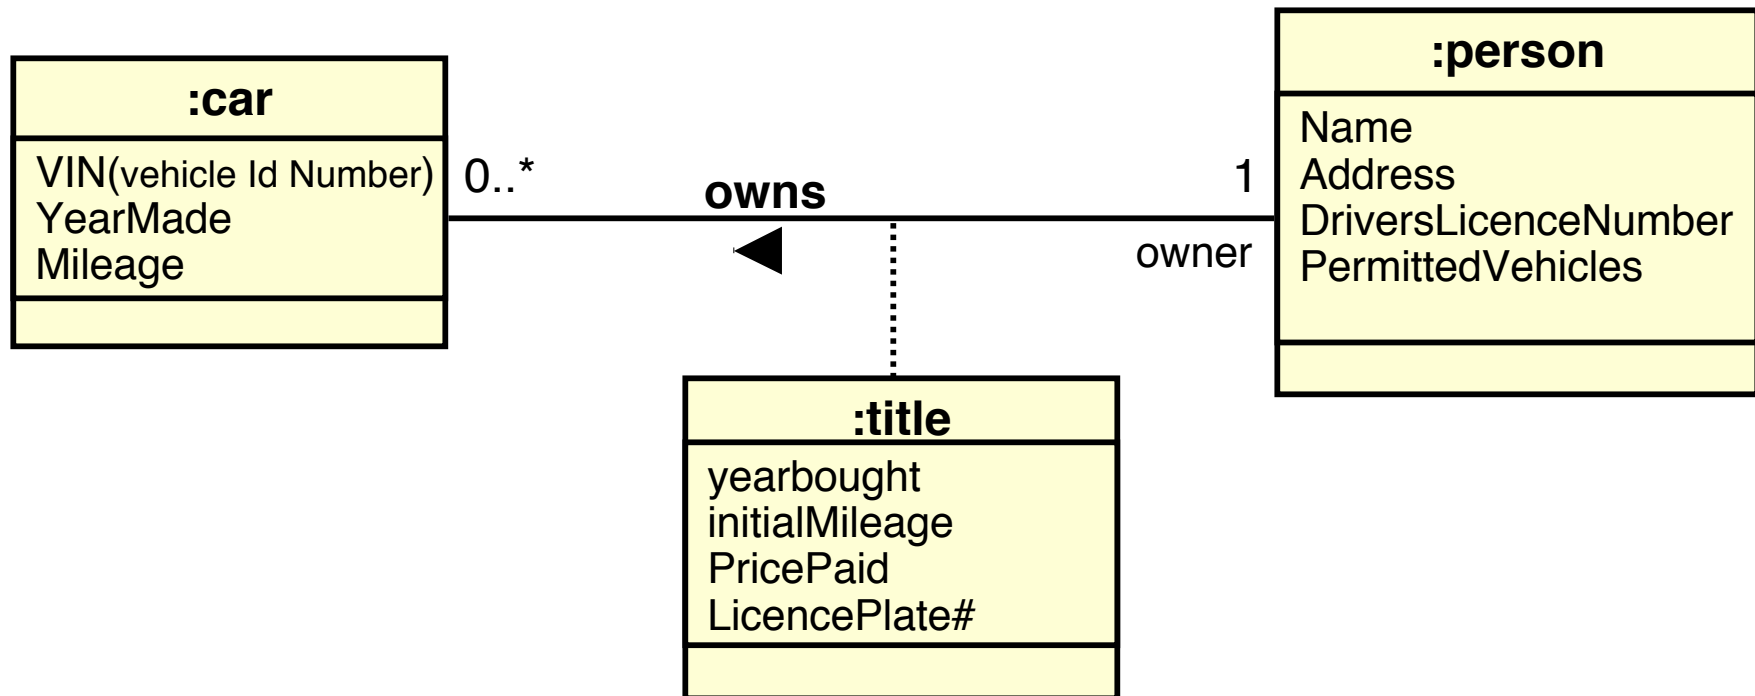 :car
VIN(vehicle Id Number)
YearMade
Mileage
0..*
owns
1
owner
:person
Name
Address
DriversLicenceNumber
PermittedVehicles
:title
yearbought
initialMileage
PricePaid
LicencePlate#